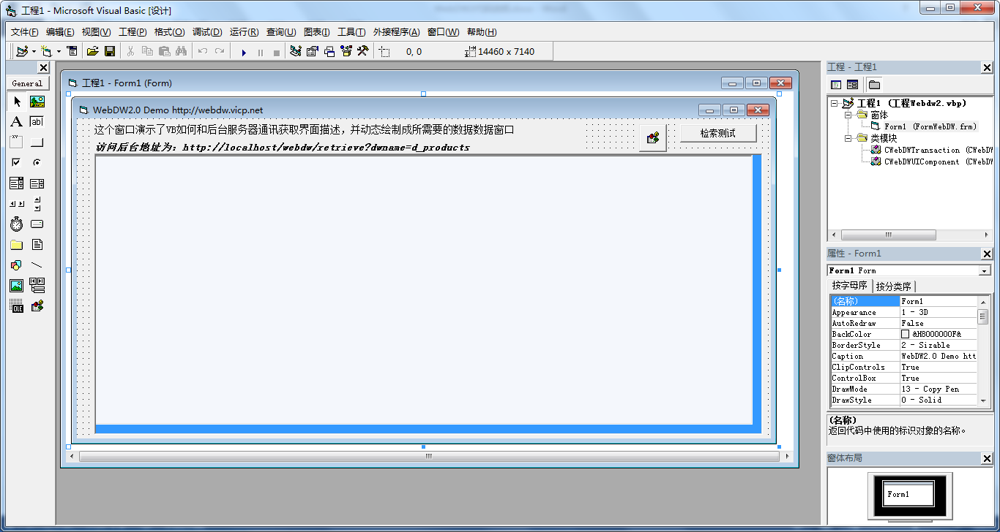 工程1 - Microsoft Visual Basic [设计]
文件(F) 编辑(E) 视图(V) 工程(P) 格式(O) 调试(D) 运行(R) 查询(U) 图表(I) 工具(T) 外接程序(A) 窗口(W) 帮助(H)
0, 0 14460 x 7140
General
A ab
XY
OLE
工程1 - Form1 (Form)
WebDW2.0 Demo http://webdw.vicp.net
这个窗口演示了VB如何和后台服务器通讯获取界面描述，并动态绘制成所需要的数据数据窗口
检索测试
访问后台地址为：http://localhost/webdw/retrieve?dwname=d_products
工程 - 工程1
工程1 (工程Webdw2.vbp)
窗体
Form1 (FormWebDW.frm)
类模块
CWebDWTransaction (CWebDW
CWebDWUIComponent (CWebDW
属性 - Form1
Form1 Form
按字母序 按分类序
(名称) Form1
Appearance 1 - 3D
AutoRedraw False
BackColor &H8000000F&
BorderStyle 2 - Sizable
Caption WebDW2.0 Demo htt
ClipControls True
ControlBox True
DrawMode 13 - Copy Pen
DrawStyle 0 - Solid
(名称)
返回代码中使用的标识对象的名称。
窗体布局
Form1